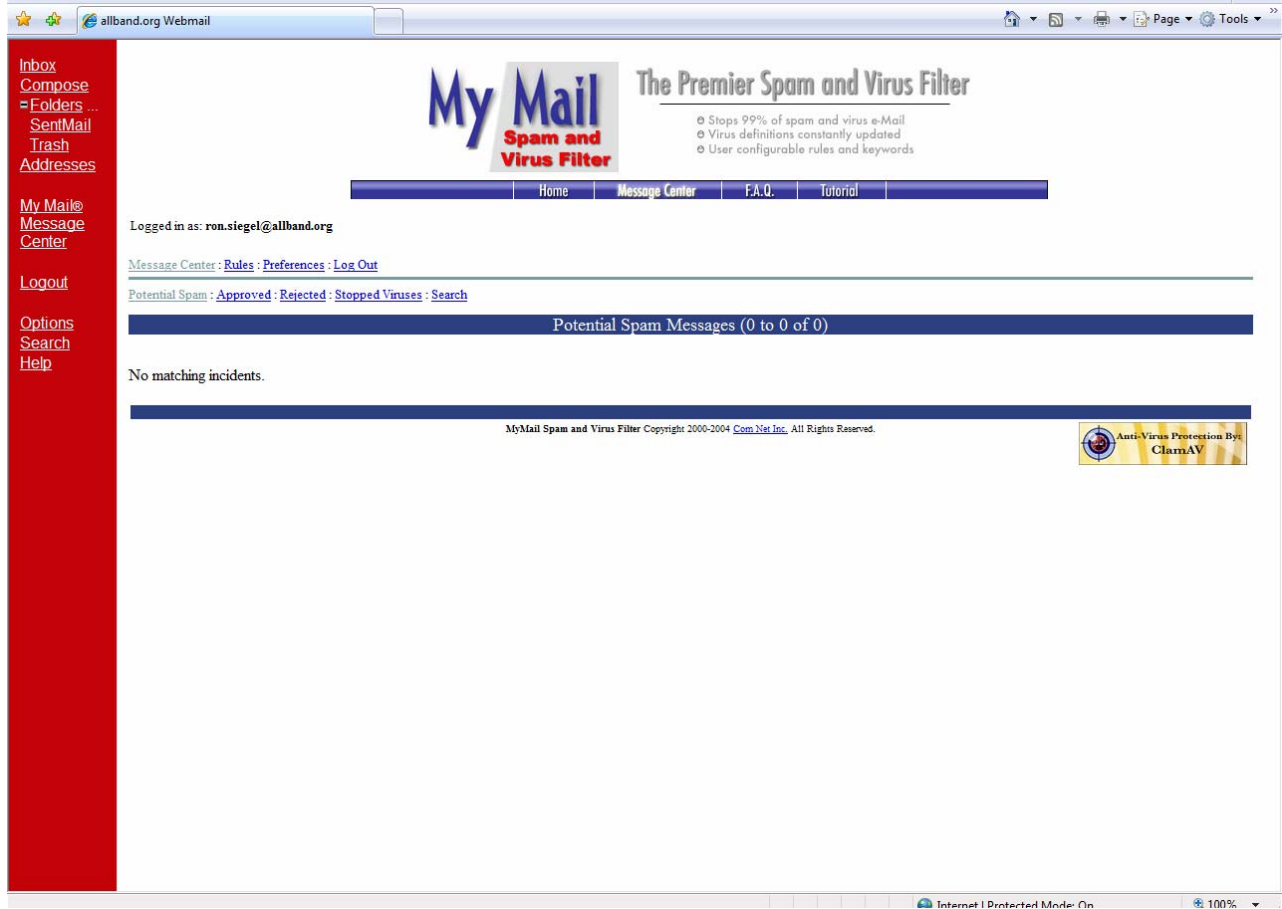 allband.org Webmail
Page
Tools
Inbox
Compose
Folders ...
SentMail
Trash
Addresses
My Mail®
Message
Center
Logout
Options
Search
Help
My Mail
Spam and
Virus Filter
The Premier Spam and Virus Filter
Stops 99% of spam and virus e-Mail
Virus definitions constantly updated
User configurable rules and keywords
Home Message Center F.A.Q. Tutorial
Logged in as: ron.siegel@allband.org
Message Center : Rules : Preferences : Log Out
Potential Spam : Approved : Rejected : Stopped Viruses : Search
Potential Spam Messages (0 to 0 of 0)
No matching incidents.
MyMail Spam and Virus Filter Copyright 2000-2004 Com Net Inc. All Rights Reserved.
Anti-Virus Protection By:
ClamAV
Internet | Protected Mode: On
100%